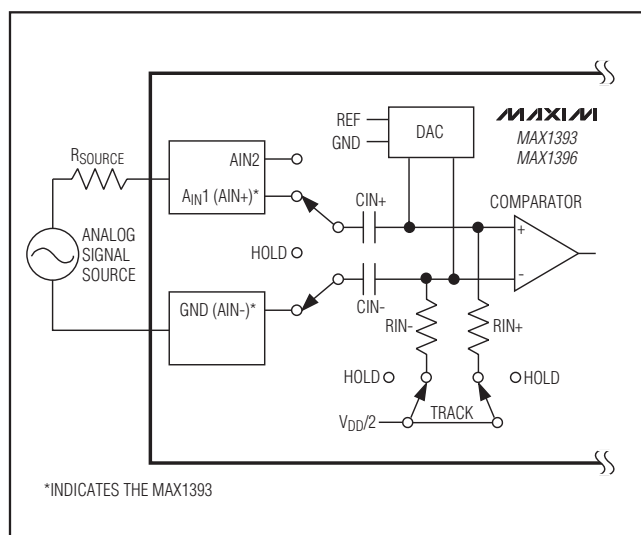 MAXIM
MAX1393
MAX1396
REF
GND
DAC
RSOURCE
AIN2
AIN1 (AIN+)*
CIN+
COMPARATOR
+
-
ANALOG
SIGNAL
SOURCE
HOLD
GND (AIN-)*
CIN-
RIN-
RIN+
HOLD
HOLD
VDD/2
TRACK
*INDICATES THE MAX1393